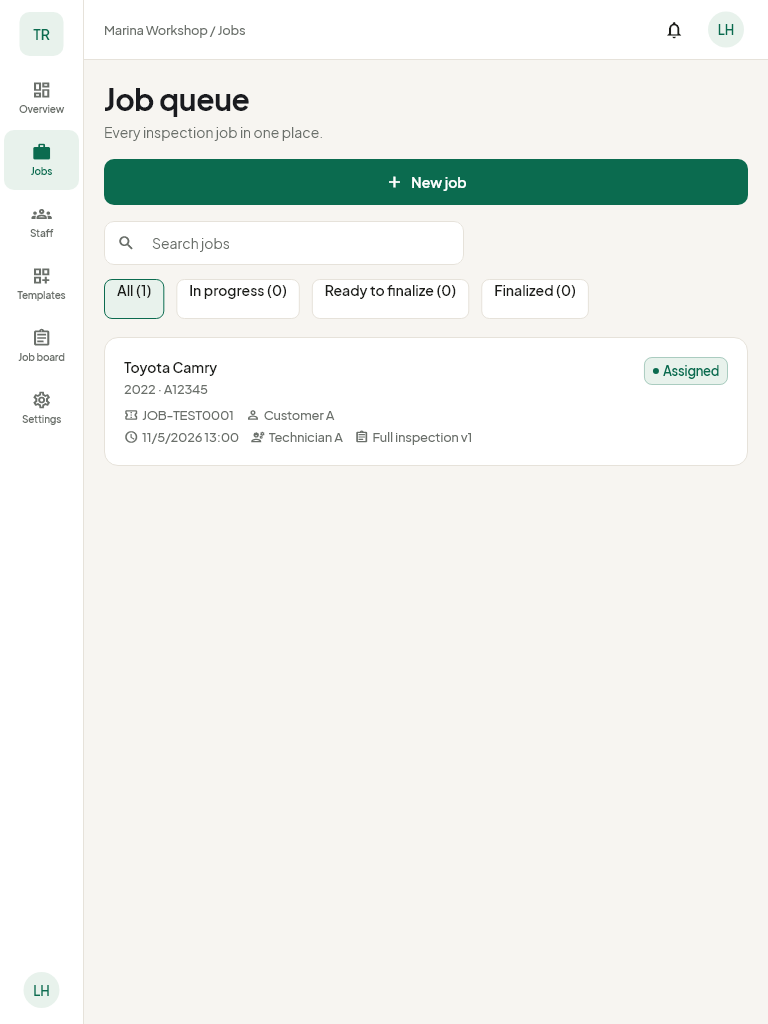 TR
Marina Workshop / Jobs
LH
Overview
Jobs
Staff
Templates
Job board
Settings
LH
Job queue
Every inspection job in one place.
+ New job
Search jobs
All (1) In progress (0) Ready to finalize (0) Finalized (0)
Toyota Camry
Assigned
2022 · A12345
JOB-TEST0001 Customer A
11/5/2026 13:00 Technician A Full inspection v1